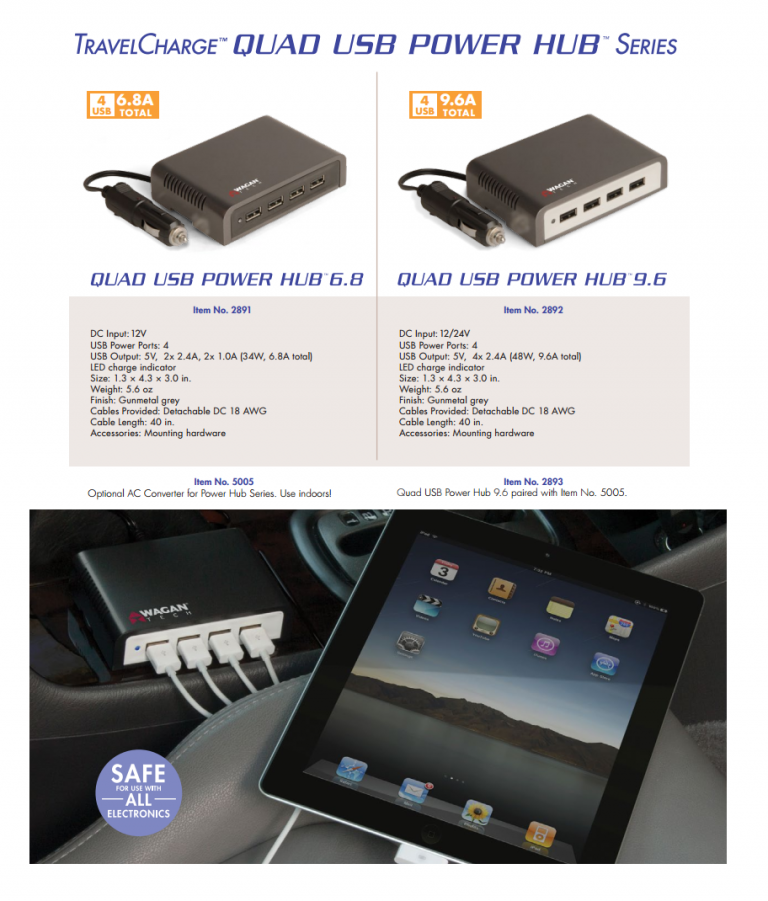 TRAVELCHARGE™ QUAD USB POWER HUB™ SERIES
4 USB 6.8A TOTAL
4 USB 9.6A TOTAL
WAGAN TECH
WAGAN TECH
QUAD USB POWER HUB™ 6.8
QUAD USB POWER HUB™ 9.6
Item No. 2891
DC Input: 12V
USB Power Ports: 4
USB Output: 5V, 2x 2.4A, 2x 1.0A (34W, 6.8A total)
LED charge indicator
Size: 1.3 × 4.3 × 3.0 in.
Weight: 5.6 oz
Finish: Gunmetal grey
Cables Provided: Detachable DC 18 AWG
Cable Length: 40 in.
Accessories: Mounting hardware
Item No. 2892
DC Input: 12/24V
USB Power Ports: 4
USB Output: 5V, 4x 2.4A (48W, 9.6A total)
LED charge indicator
Size: 1.3 × 4.3 × 3.0 in.
Weight: 5.6 oz
Finish: Gunmetal grey
Cables Provided: Detachable DC 18 AWG
Cable Length: 40 in.
Accessories: Mounting hardware
Item No. 5005
Optional AC Converter for Power Hub Series. Use indoors!
Item No. 2893
Quad USB Power Hub 9.6 paired with Item No. 5005.
WAGAN
TECH
3
SAFE
FOR USE WITH
ALL
ELECTRONICS